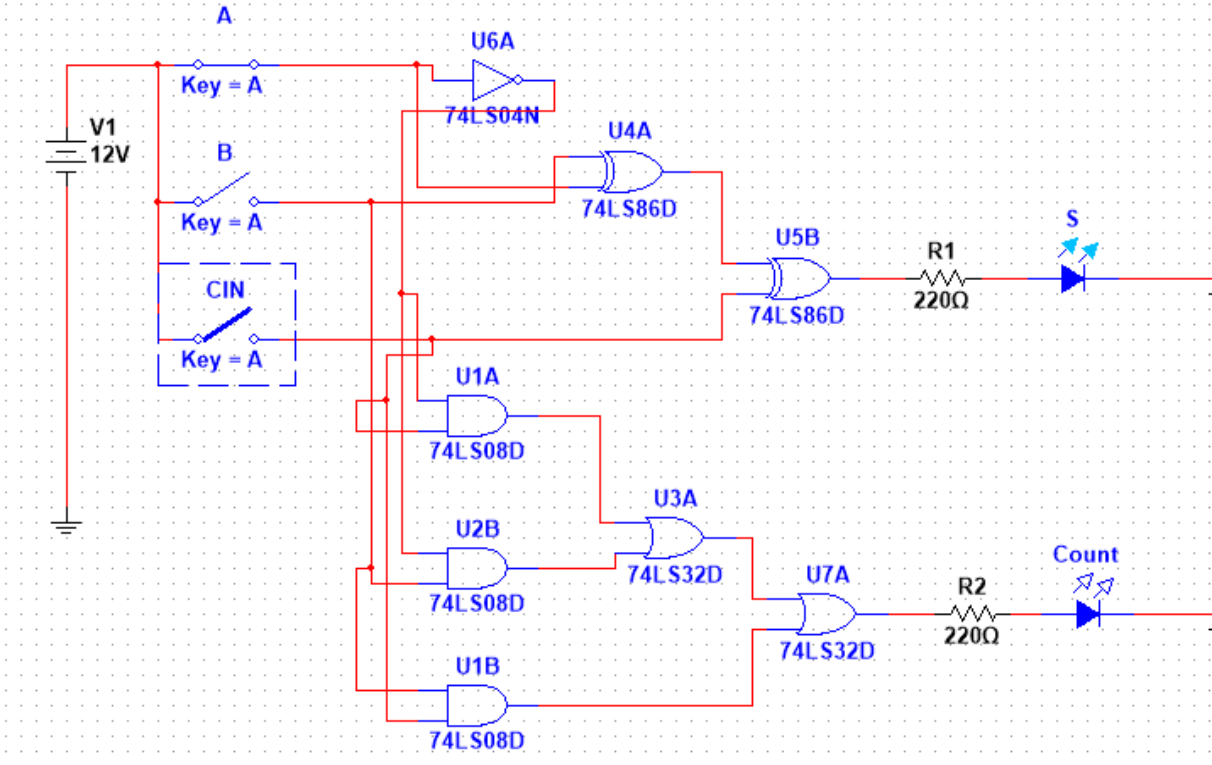 A
Key = A
V1
12V
B
Key = A
CIN
Key = A
U6A
74LS04N
U4A
74LS86D
U5B
74LS86D
R1
220Ω
S
U1A
74LS08D
U2B
74LS08D
U3A
74LS32D
U7A
74LS32D
R2
220Ω
Count
U1B
74LS08D